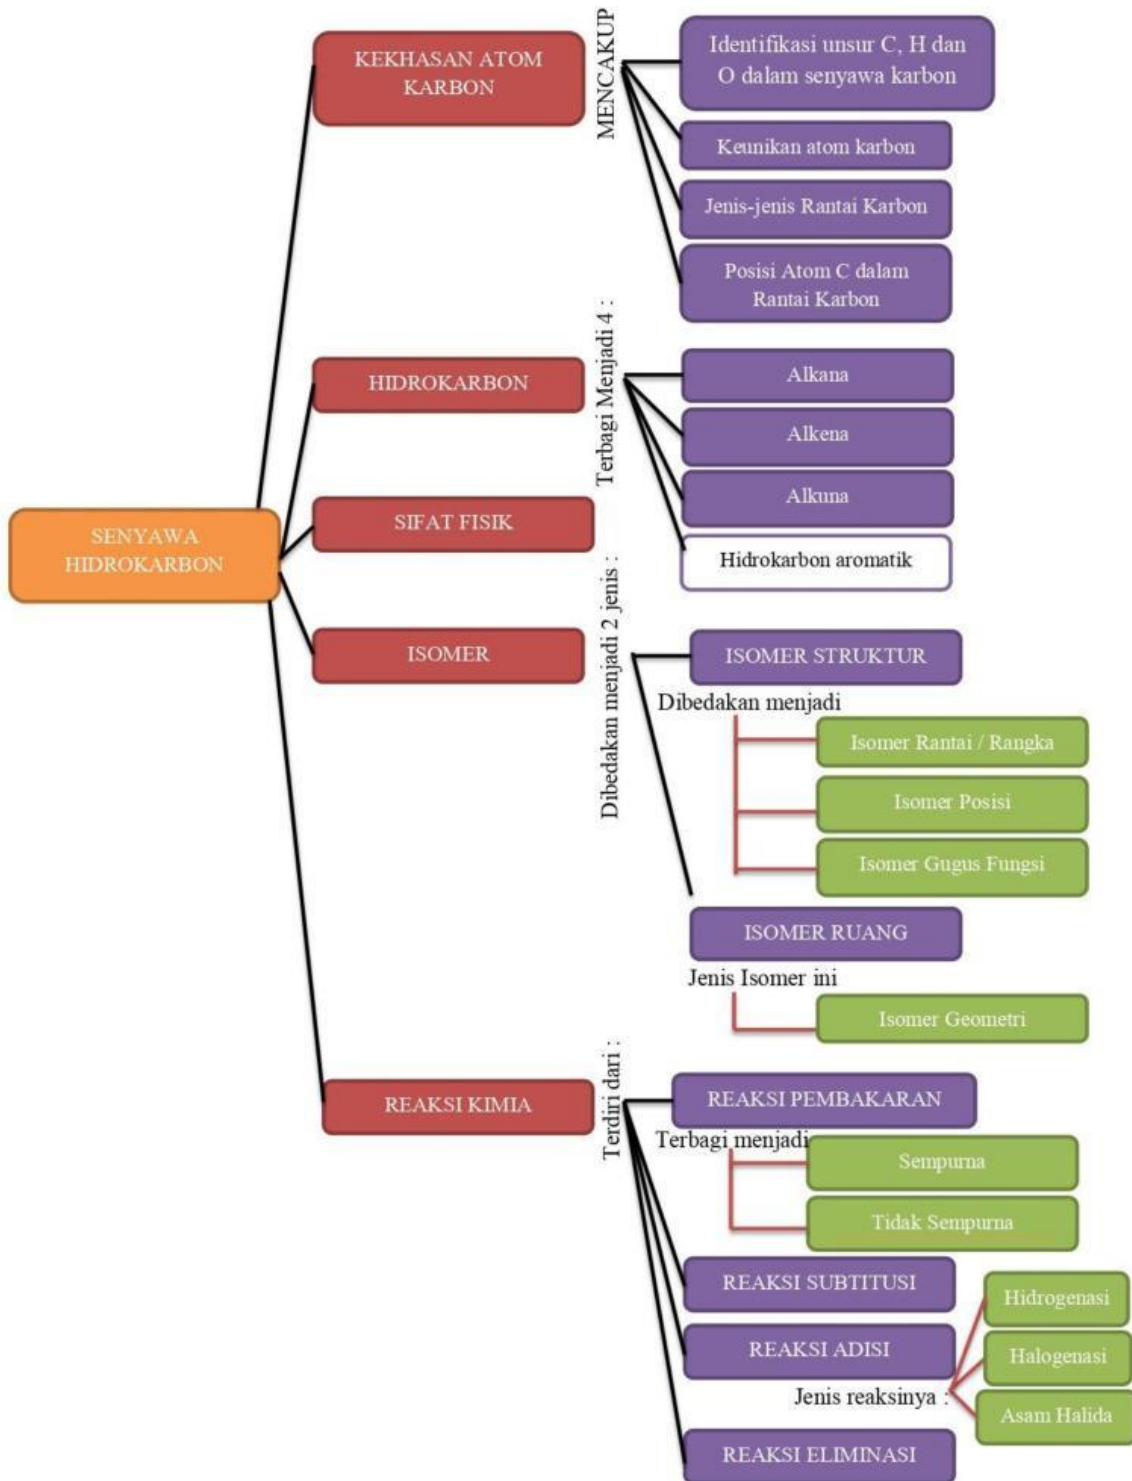 SENYAWA
HIDROKARBON
KEKHASAN ATOM
KARBON
MENCAKUP
Identifikasi unsur C, H dan
O dalam senyawa karbon
Keunikan atom karbon
Jenis-jenis Rantai Karbon
Posisi Atom C dalam
Rantai Karbon
HIDROKARBON
Terbagi Menjadi 4 :
Alkana
Alkena
Alkuna
Hidrokarbon aromatik
SIFAT FISIK
ISOMER
Dibedakan menjadi 2 jenis :
ISOMER STRUKTUR
Dibedakan menjadi
Isomer Rantai / Rangka
Isomer Posisi
Isomer Gugus Fungsi
ISOMER RUANG
Jenis Isomer ini
Isomer Geometri
REAKSI KIMIA
Terdiri dari :
REAKSI PEMBAKARAN
Terbagi menjadi
Sempurna
Tidak Sempurna
REAKSI SUBTITUSI
REAKSI ADISI
Jenis reaksinya :
Hidrogenasi
Halogenasi
Asam Halida
REAKSI ELIMINASI